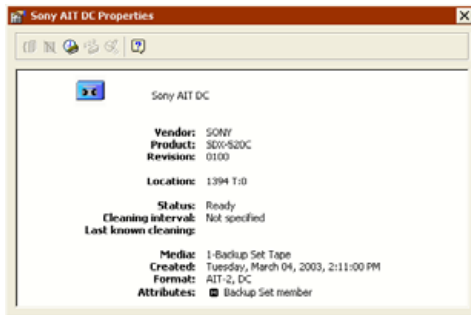 Sony AIT DC Properties
Sony AIT DC
Vendor: SONY
Product: SDX-520C
Revision: 0100
Location: 1394 T:0
Status: Ready
Cleaning interval: Not specified
Last known cleaning:
Media: 1-Backup Set Tape
Created: Tuesday, March 04, 2003, 2:11:00 PM
Format: AIT-2, DC
Attributes: Backup Set member